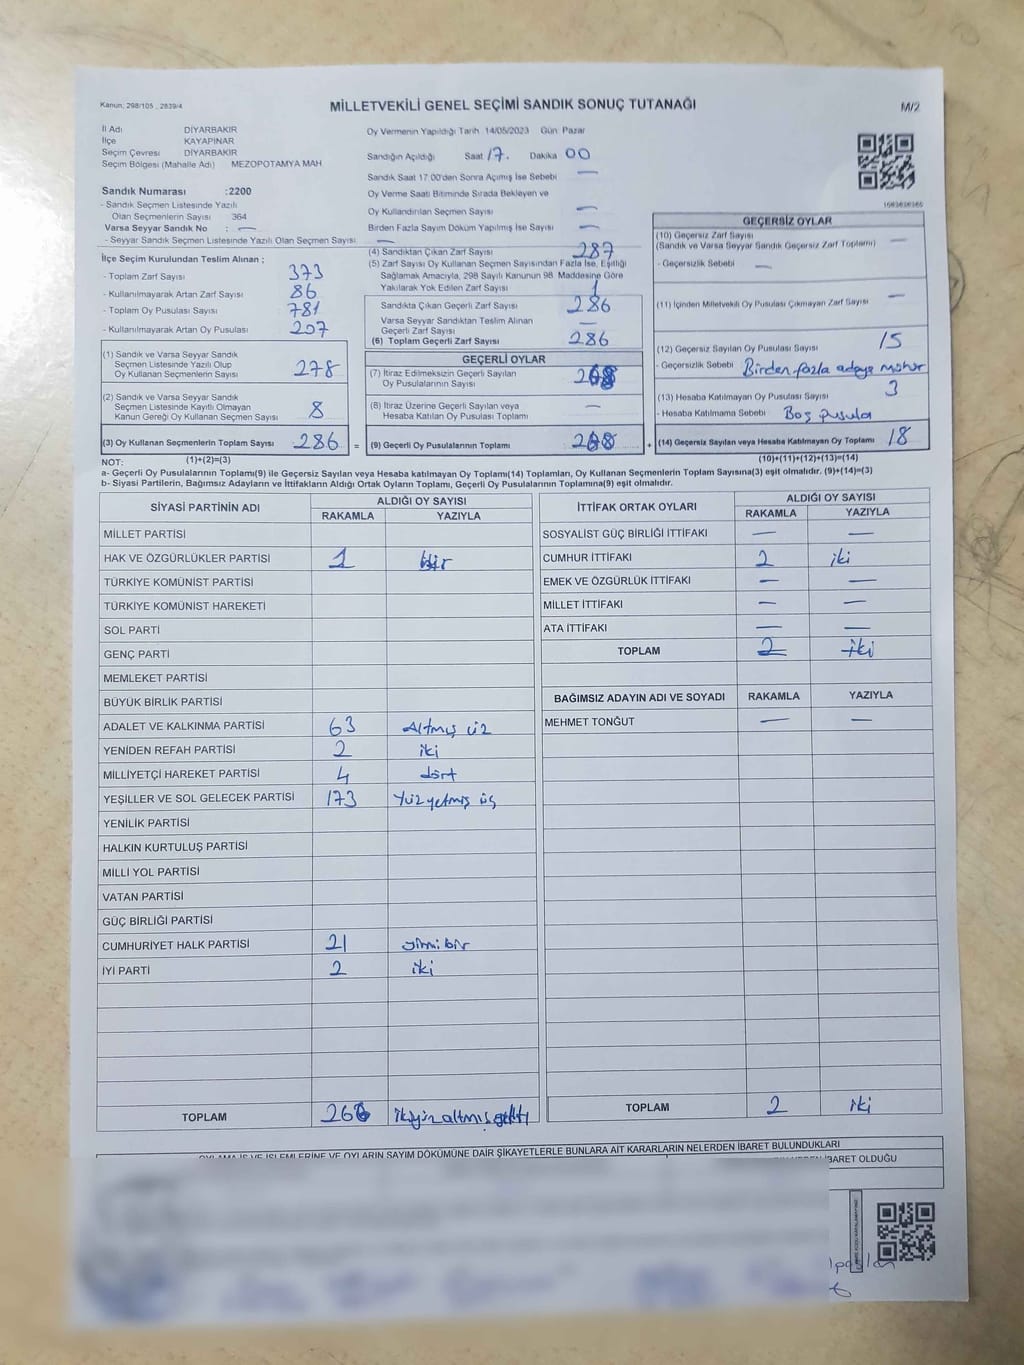 Kanun; 298/105 , 2839/4
MİLLETVEKİLİ GENEL SEÇİMİ SANDIK SONUÇ TUTANAĞI
M/2
İl Adı DİYARBAKIR
İlçe KAYAPINAR
Seçim Çevresi DİYARBAKIR
Seçim Bölgesi (Mahalle Adı) MEZOPOTAMYA MAH
Sandık Numarası :2200
- Sandık Seçmen Listesinde Yazılı
Olan Seçmenlerin Sayısı 364
Varsa Seyyar Sandık No : —
- Seyyar Sandık Seçmen Listesinde Yazılı Olan Seçmen Sayısı —
Oy Vermenin Yapıldığı Tarih 14/05/2023 Gün Pazar
Sandığın Açıldığı Saat 17. Dakika 00
Sandık Saat 17:00'den Sonra Açımış İse Sebebi —
Oy Verme Saati Bitiminde Sırada Bekleyen ve
Oy Kullandırılan Seçmen Sayısı —
Birden Fazla Sayım Döküm Yapılmış İse Sayısı —
İlçe Seçim Kurulundan Teslim Alınan ;
- Toplam Zarf Sayısı 373
- Kullanılmayarak Artan Zarf Sayısı 86
- Toplam Oy Pusulası Sayısı 781
- Kullanılmayarak Artan Oy Pusulası 207
(1) Sandık ve Varsa Seyyar Sandık
Seçmen Listesinde Yazılı Olup
Oy Kullanan Seçmenlerin Sayısı 278
(2) Sandık ve Varsa Seyyar Sandık
Seçmen Listesinde Kayıtlı Olmayan
Kanun Gereği Oy Kullanan Seçmen Sayısı 8
(3) Oy Kullanan Seçmenlerin Toplam Sayısı 286 =
(1)+(2)=(3)
(4) Sandıktan Çıkan Zarf Sayısı 287
(5) Zarf Sayısı Oy Kullanan Seçmen Sayısından Fazla İse, Eşitliği
Sağlamak Amacıyla, 298 Sayılı Kanunun 98. Maddesine Göre
Yakılarak Yok Edilen Zarf Sayısı 1
Sandıkta Çıkan Geçerli Zarf Sayısı 286
Varsa Seyyar Sandıktan Teslim Alınan
Geçerli Zarf Sayısı —
(6) Toplam Geçerli Zarf Sayısı 286
GEÇERLİ OYLAR
(7) İtiraz Edilmeksizin Geçerli Sayılan
Oy Pusulalarının Sayısı
(8) İtiraz Üzerine Geçerli Sayılan veya
Hesaba Katılan Oy Pusulası Toplamı —
(9) Geçerli Oy Pusulalarının Toplamı +
GEÇERSİZ OYLAR
(10) Geçersiz Zarf Sayısı
(Sandık ve Varsa Seyyar Sandık Geçersiz Zarf Toplamı) —
- Geçersizlik Sebebi —
(11) İçinden Milletvekili Oy Pusulası Çıkmayan Zarf Sayısı —
(12) Geçersiz Sayılan Oy Pusulası Sayısı 15
- Geçersizlik Sebebi Birden fazla adaya mühür
(13) Hesaba Katılmayan Oy Pusulası Sayısı 3
- Hesaba Katılmama Sebebi Boş pusula
(14) Geçersiz Sayılan veya Hesaba Katılmayan Oy Toplamı 18
(10)+(11)+(12)+(13)=(14)
NOT:
a- Geçerli Oy Pusulalarının Toplamı(9) ile Geçersiz Sayılan veya Hesaba katılmayan Oy Toplamı(14) Toplamları, Oy Kullanan Seçmenlerin Toplam Sayısına(3) eşit olmalıdır. (9)+(14)=(3)
b- Siyasi Partilerin, Bağımsız Adayların ve İttifakların Aldığı Ortak Oyların Toplamı, Geçerli Oy Pusulalarının Toplamına(9) eşit olmalıdır.
SİYASİ PARTİNİN ADI ALDIĞI OY SAYISI
RAKAMLA YAZIYLA
MİLLET PARTİSİ
HAK VE ÖZGÜRLÜKLER PARTİSİ 1 bir
TÜRKİYE KOMÜNİST PARTİSİ
TÜRKİYE KOMÜNİST HAREKETİ
SOL PARTİ
GENÇ PARTİ
MEMLEKET PARTİSİ
BÜYÜK BİRLİK PARTİSİ
ADALET VE KALKINMA PARTİSİ 63 Altmış üz
YENİDEN REFAH PARTİSİ 2 iki
MİLLİYETÇİ HAREKET PARTİSİ 4 dört
YEŞİLLER VE SOL GELECEK PARTİSİ 173 Yüz yetmiş üç
YENİLİK PARTİSİ
HALKIN KURTULUŞ PARTİSİ
MİLLİ YOL PARTİSİ
VATAN PARTİSİ
GÜÇ BİRLİĞİ PARTİSİ
CUMHURİYET HALK PARTİSİ 21 yirmi bir
İYİ PARTİ 2 iki
TOPLAM 266 ikiyüz altmış altı
İTTİFAK ORTAK OYLARI ALDIĞI OY SAYISI
RAKAMLA YAZIYLA
SOSYALİST GÜÇ BİRLİĞİ İTTİFAKI — —
CUMHUR İTTİFAKI 2 iki
EMEK VE ÖZGÜRLÜK İTTİFAKI — —
MİLLET İTTİFAKI — —
ATA İTTİFAKI — —
TOPLAM 2 iki
BAĞIMSIZ ADAYIN ADI VE SOYADI RAKAMLA YAZIYLA
MEHMET TONĞUT — —
TOPLAM 2 iki
OYLAMA İŞ VE İŞLEMLERİNE VE OYLARIN SAYIM DÖKÜMÜNE DAİR ŞİKAYETLERLE BUNLARA AİT KARARLARIN NELERDEN İBARET BULUNDUKLARI
İBARET OLDUĞU